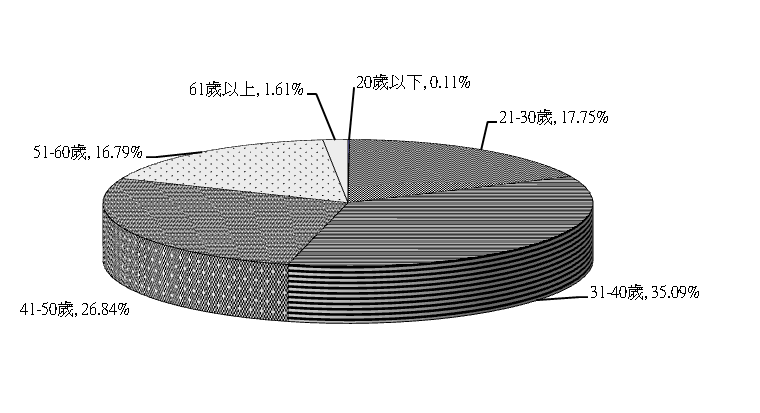 20歲以下, 0.11%
61歲以上, 1.61%
21-30歲, 17.75%
51-60歲, 16.79%
31-40歲, 35.09%
41-50歲, 26.84%